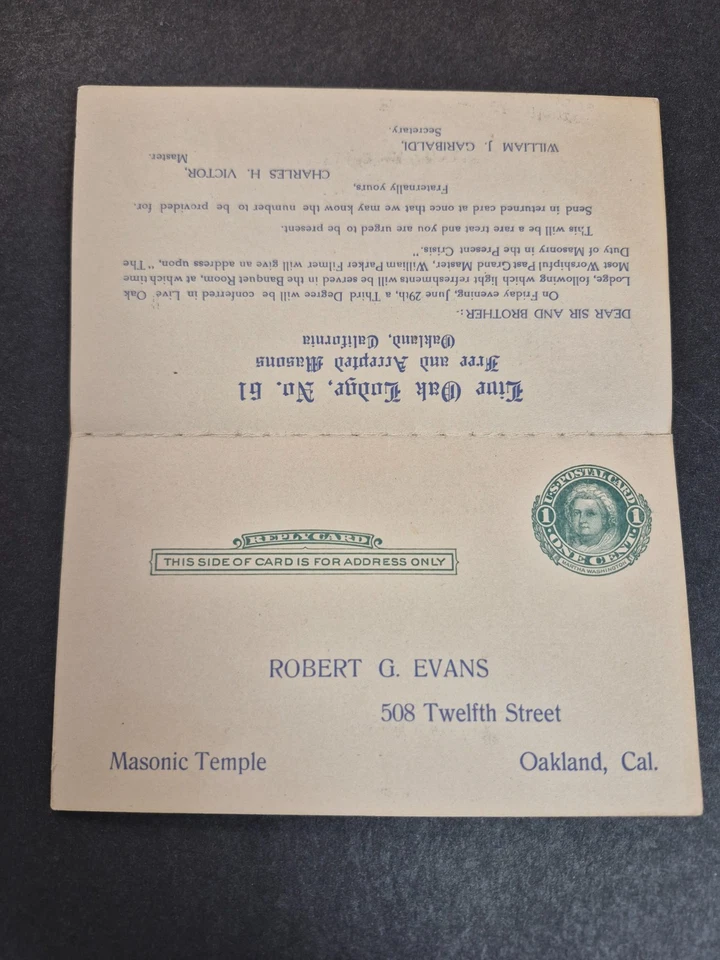 Live Oak Lodge, No. 61
Free and Accepted Masons
Oakland, California
DEAR SIR AND BROTHER:.
On Friday evening, June 29th, a Third Degree will be conferred in Live Oak
Lodge, following which light refreshments will be served in the Banquet Room, at which time
Most Worshipful Past Grand Master, William Parker Filmer will give an address upon, "The
Duty of Masonry in the Present Crisis."
This will be a rare treat and you are urged to be present.
Send in returned card at once that we may know the number to be provided for.
Fraternally yours,
CHARLES H. VICTOR,
Master.
WILLIAM J. GARIBALDI,
Secretary.
U·S·POSTAL CARD
1 1
·ONE CENT·
MARTHA WASHINGTON
REPLY CARD
THIS SIDE OF CARD IS FOR ADDRESS ONLY
ROBERT G. EVANS
508 Twelfth Street
Masonic Temple Oakland, Cal.